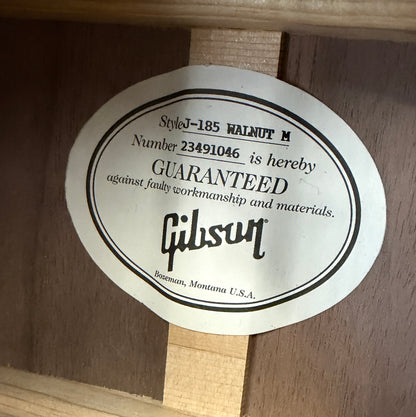 Style J-185 WALNUT M
Number 23491046 is hereby
GUARANTEED
against faulty workmanship and materials.
Gibson
Bozeman, Montana U.S.A.